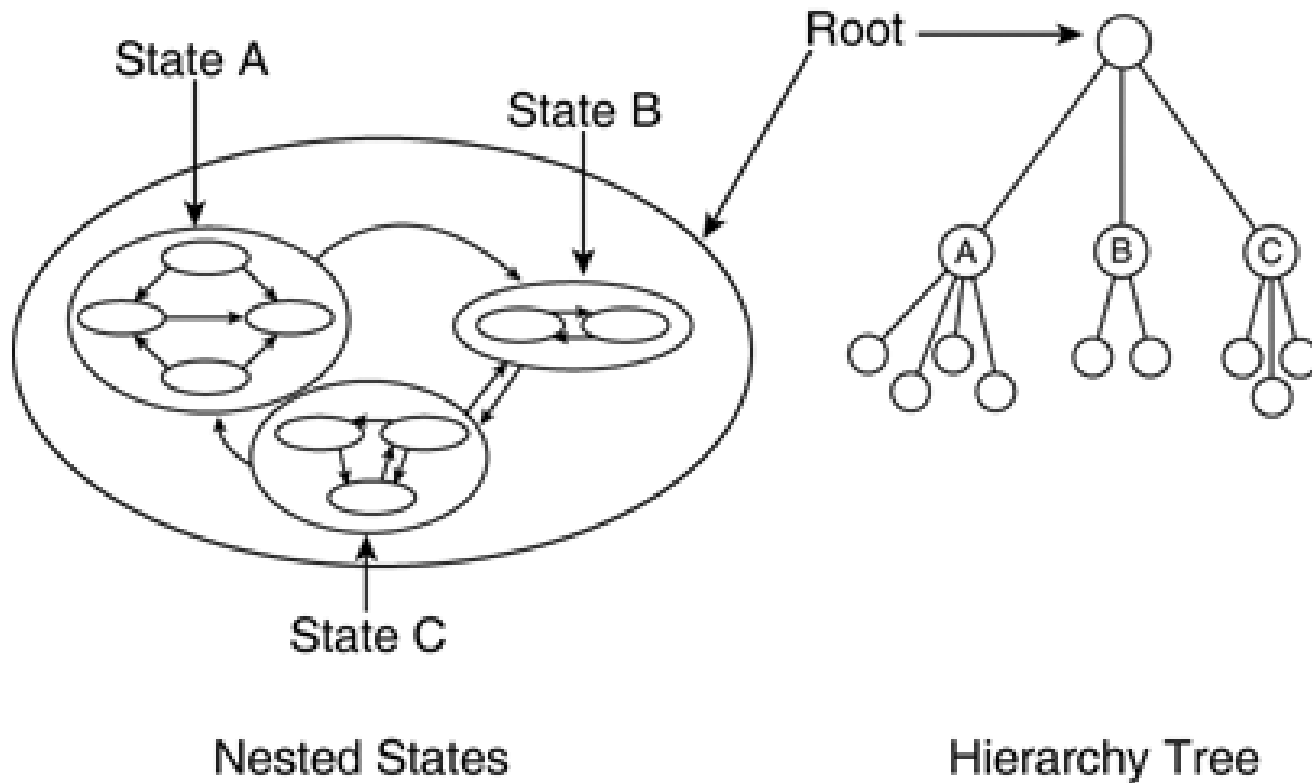 Root
State A
State B
A
B
C
State C
Nested States
Hierarchy Tree